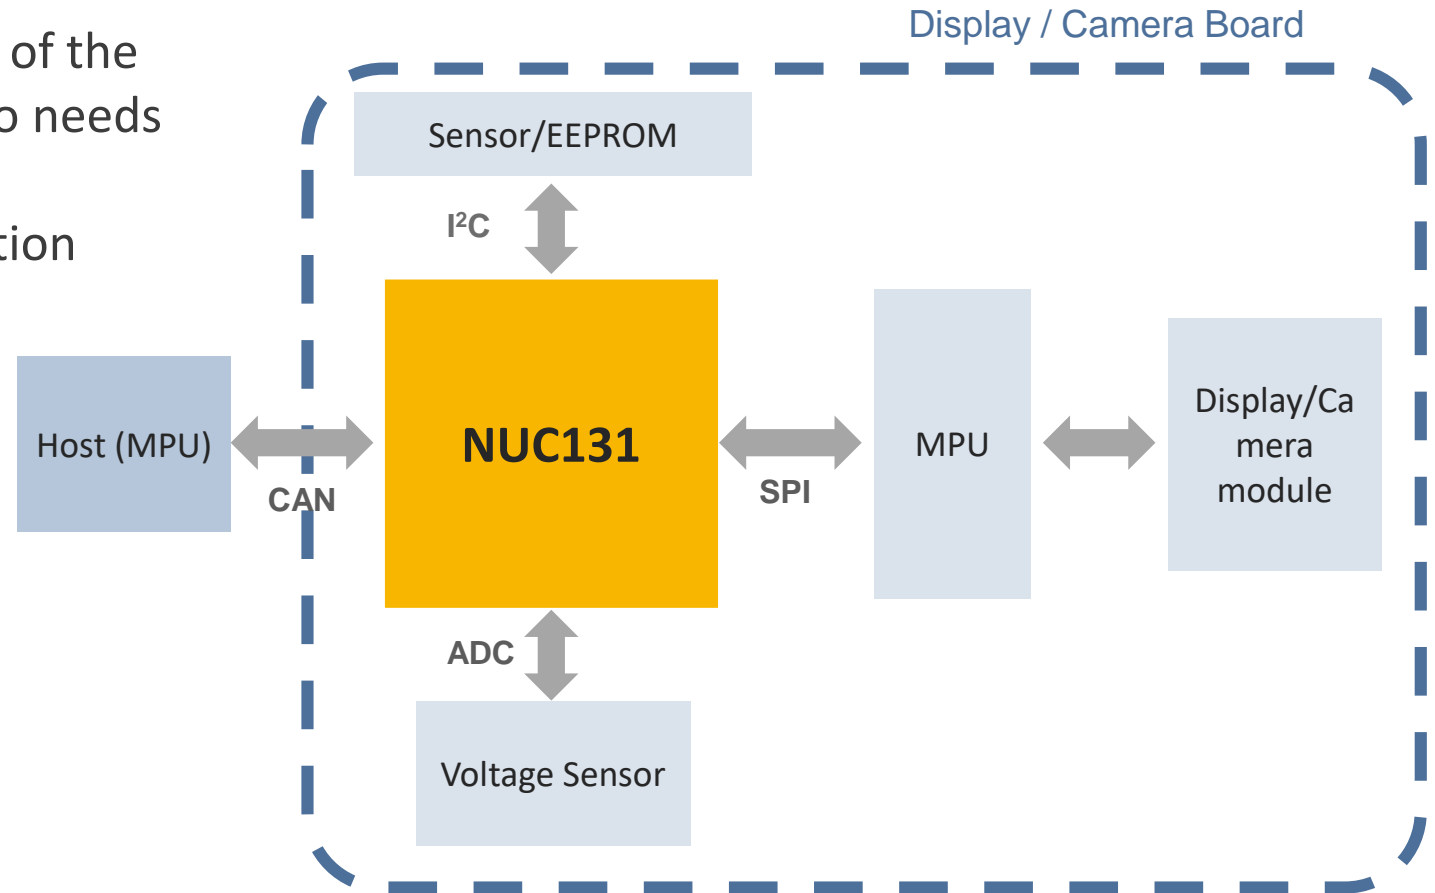 Display / Camera Board
of the
o needs
tion
Sensor/EEPROM
I²C
Host (MPU)
CAN
NUC131
SPI
MPU
Display/Ca
mera
module
ADC
Voltage Sensor